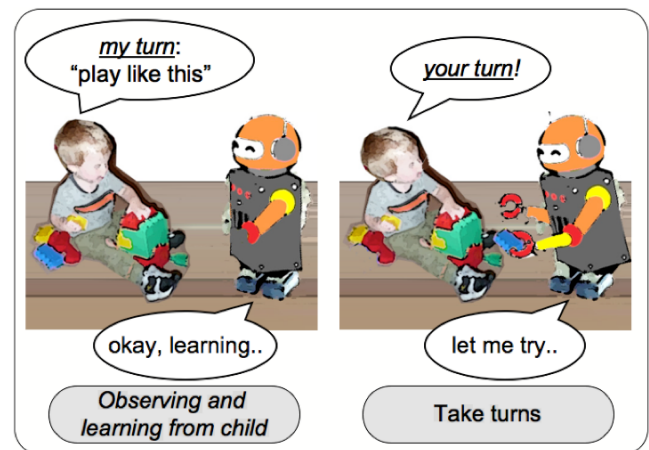 my turn:
“play like this”
your turn!
okay, learning..
let me try..
Observing and
learning from child
Take turns